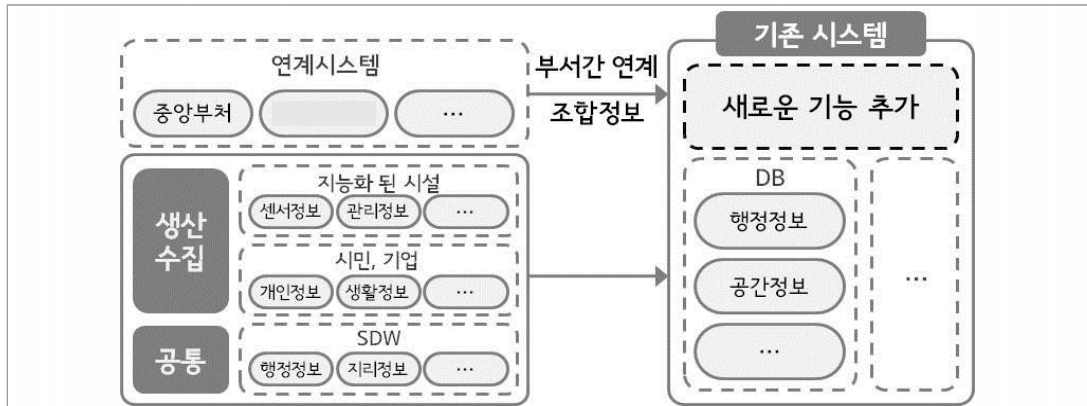 기존 시스템
연계시스템
중앙부처
…
부서간 연계
조합정보
새로운 기능 추가
생산
수집
지능화 된 시설
센서정보 관리정보 …
시민, 기업
개인정보 생활정보 …
공통
SDW
행정정보 지리정보 …
DB
행정정보
공간정보
…
…